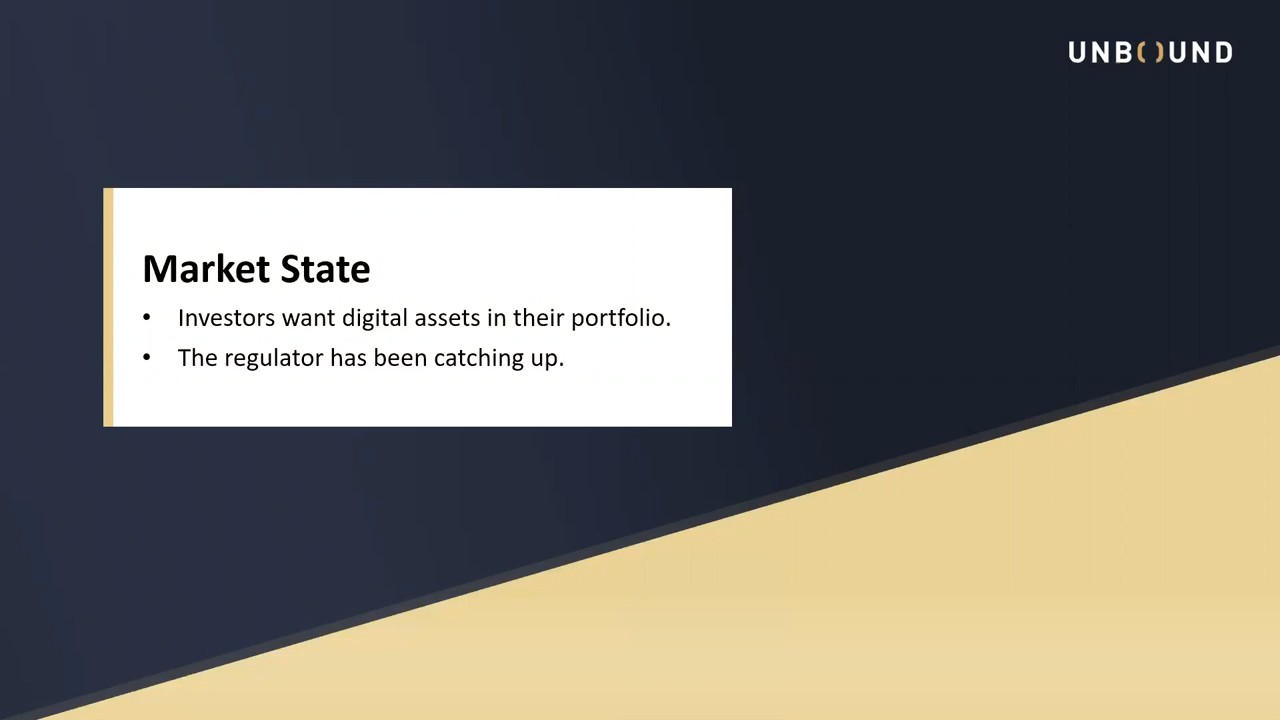 UNBOUND
Market State
• Investors want digital assets in their portfolio.
• The regulator has been catching up.